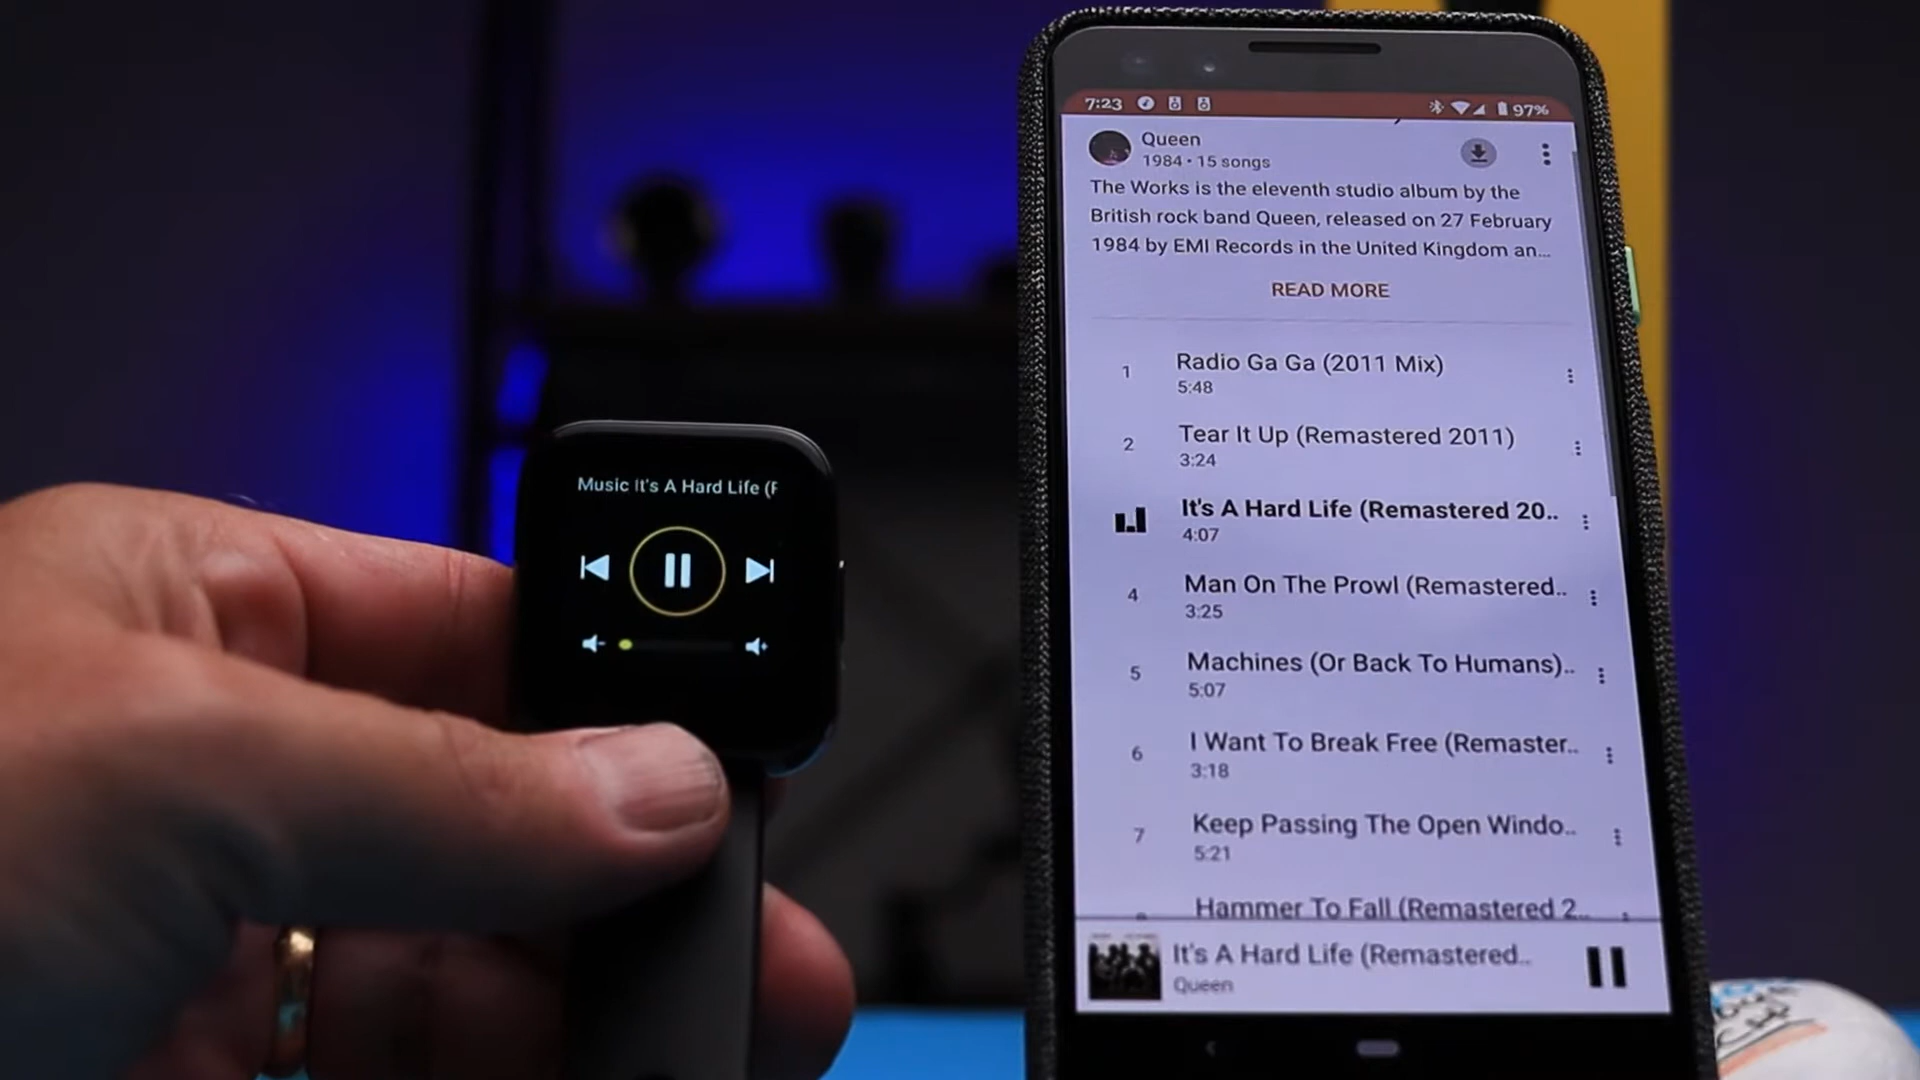 Music It's A Hard Life (F
7:23
97%
Queen
1984 • 15 songs
The Works is the eleventh studio album by the
British rock band Queen, released on 27 February
1984 by EMI Records in the United Kingdom an...
READ MORE
1 Radio Ga Ga (2011 Mix)
5:48
2 Tear It Up (Remastered 2011)
3:24
It's A Hard Life (Remastered 20..
4:07
4 Man On The Prowl (Remastered..
3:25
5 Machines (Or Back To Humans)..
5:07
6 I Want To Break Free (Remaster..
3:18
7 Keep Passing The Open Windo..
5:21
Hammer To Fall (Remastered 2..
It's A Hard Life (Remastered..
Queen